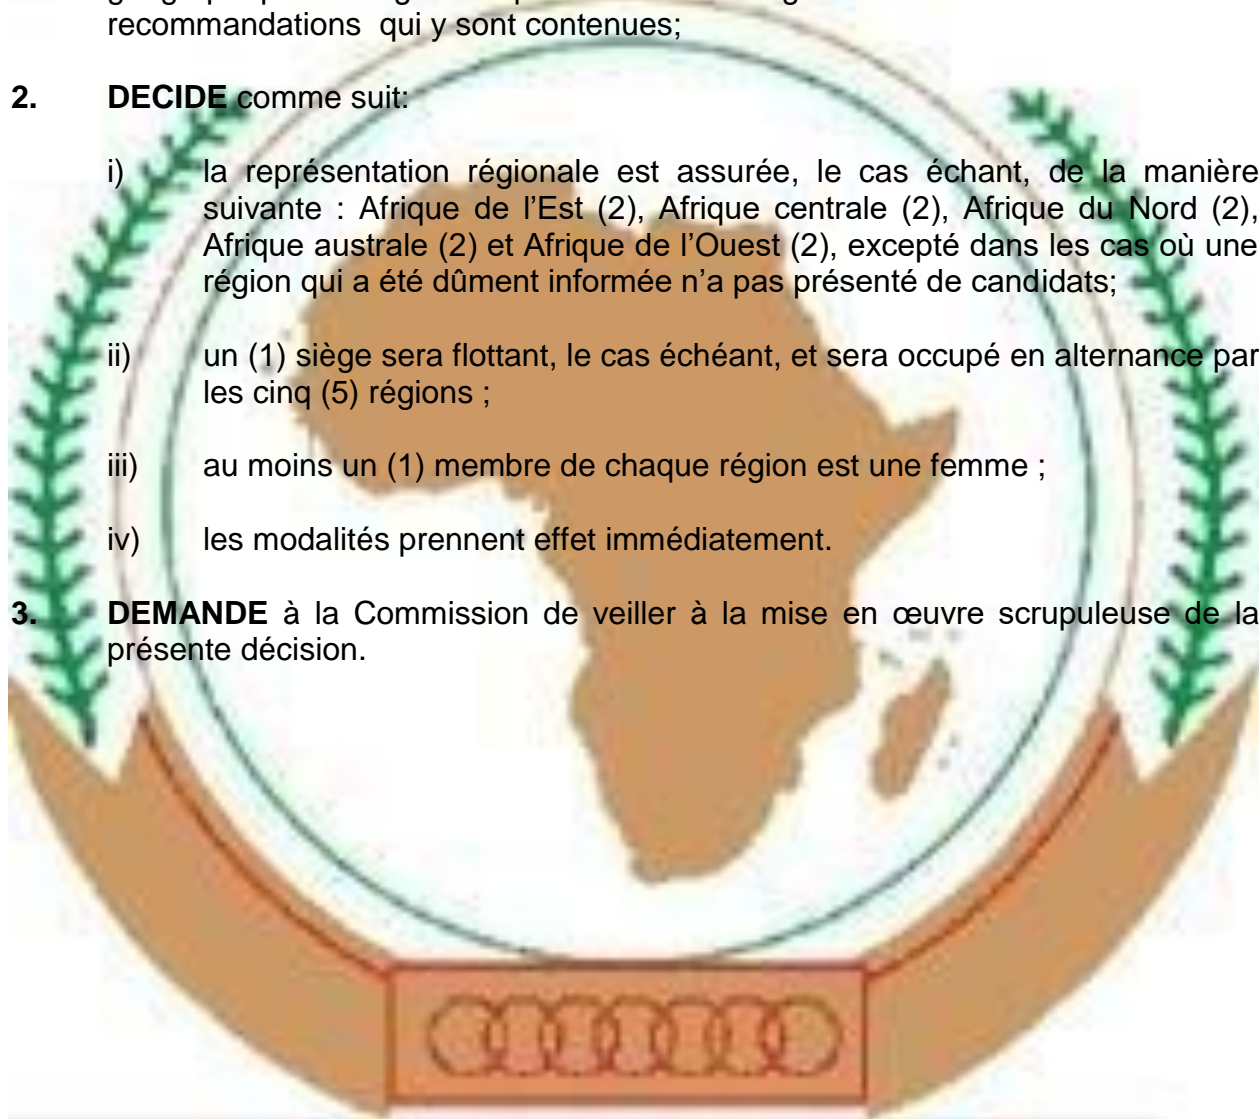 recommandations qui y sont contenues;
2. DECIDE comme suit:
i) la représentation régionale est assurée, le cas échant, de la manière
suivante : Afrique de l'Est (2), Afrique centrale (2), Afrique du Nord (2),
Afrique australe (2) et Afrique de l'Ouest (2), excepté dans les cas où une
région qui a été dûment informée n'a pas présenté de candidats;
ii) un (1) siège sera flottant, le cas échéant, et sera occupé en alternance par
les cinq (5) régions ;
iii) au moins un (1) membre de chaque région est une femme ;
iv) les modalités prennent effet immédiatement.
3. DEMANDE à la Commission de veiller à la mise en œuvre scrupuleuse de la
présente décision.